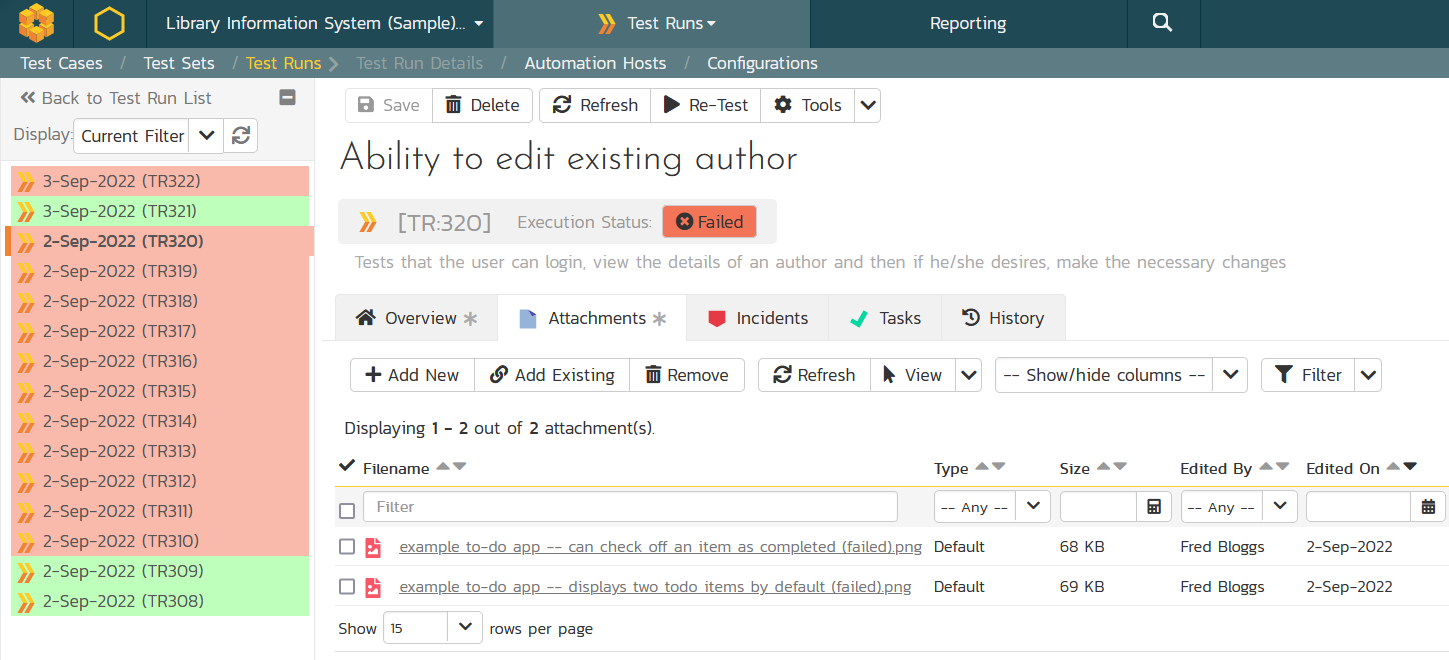 Library Information System (Sample)... Test Runs Reporting
Test Cases / Test Sets / Test Runs Test Run Details / Automation Hosts / Configurations
Back to Test Run List
Display: Current Filter
3-Sep-2022 (TR322)
3-Sep-2022 (TR321)
2-Sep-2022 (TR320)
2-Sep-2022 (TR319)
2-Sep-2022 (TR318)
2-Sep-2022 (TR317)
2-Sep-2022 (TR316)
2-Sep-2022 (TR315)
2-Sep-2022 (TR314)
2-Sep-2022 (TR313)
2-Sep-2022 (TR312)
2-Sep-2022 (TR311)
2-Sep-2022 (TR310)
2-Sep-2022 (TR309)
2-Sep-2022 (TR308)
Save Delete Refresh Re-Test Tools
Ability to edit existing author
[TR:320] Execution Status: Failed
Tests that the user can login, view the details of an author and then if he/she desires, make the necessary changes
Overview * Attachments * Incidents Tasks History
Add New Add Existing Remove Refresh View -- Show/hide columns -- Filter
Displaying 1 - 2 out of 2 attachment(s).
Filename Type Size Edited By Edited On
Filter -- Any -- -- Any --
example to-do app -- can check off an item as completed (failed).png Default 68 KB Fred Bloggs 2-Sep-2022
example to-do app -- displays two todo items by default (failed).png Default 69 KB Fred Bloggs 2-Sep-2022
Show 15 rows per page